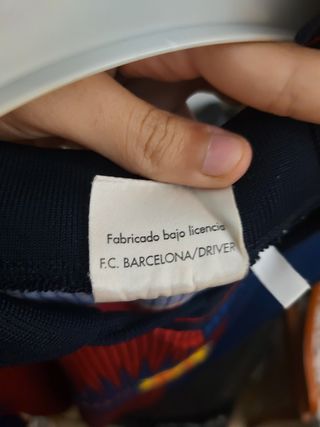 Fabricado bajo licencia
F.C. BARCELONA/DRIVER